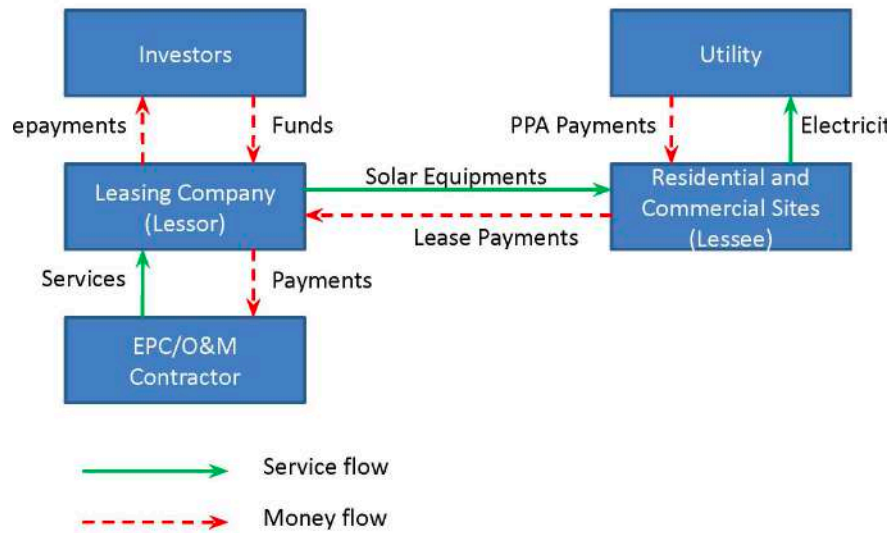 Investors
Utility
epayments
Funds
PPA Payments
Electricit
Leasing Company
(Lessor)
Solar Equipments
Residential and
Commercial Sites
(Lessee)
Lease Payments
Services
Payments
EPC/O&M
Contractor
Service flow
Money flow